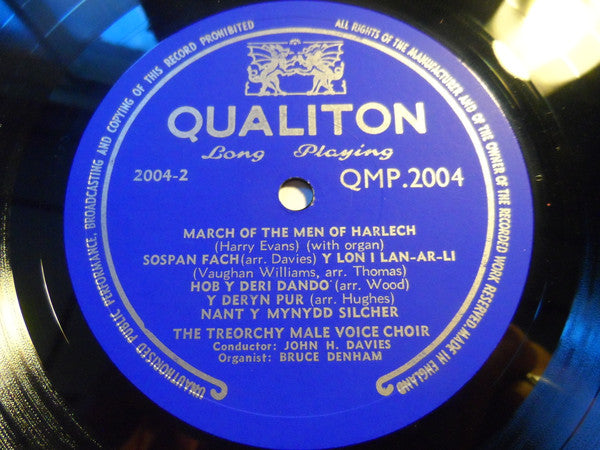 UNAUTHORISED PUBLIC PERFORMANCE, BROADCASTING AND COPYING OF THIS RECORD PROHIBITED
ALL RIGHTS OF THE MANUFACTURER AND OF THE OWNER OF THE RECORDED WORK RESERVED. MADE IN ENGLAND
QUALITON
Long Playing
2004-2 QMP.2004
MARCH OF THE MEN OF HARLECH
(Harry Evans) (with organ)
SOSPAN FACH (arr. Davies) Y LON I LAN-AR-LI
(Vaughan Williams, arr. Thomas)
HOB Y DERI DANDO (arr. Wood)
Y DERYN PUR (arr. Hughes)
NANT Y MYNYDD SILCHER
THE TREORCHY MALE VOICE CHOIR
Conductor: JOHN H. DAVIES
Organist: BRUCE DENHAM